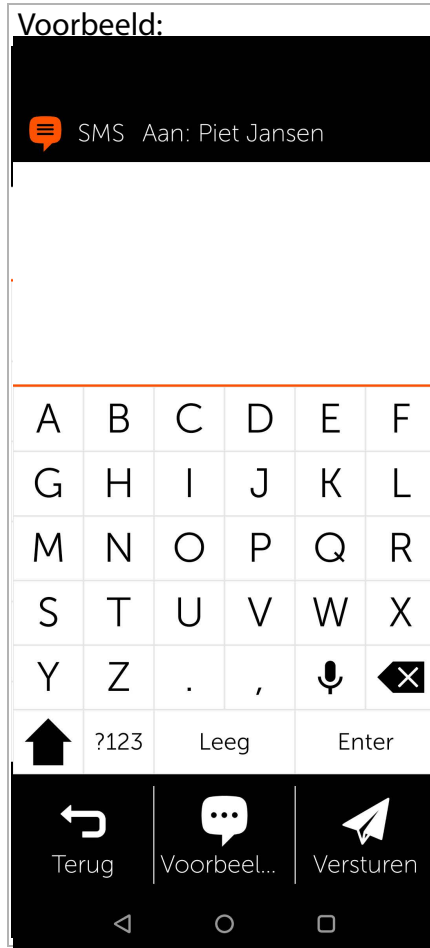 Voorbeeld:
SMS Aan: Piet Jansen
A B C D E F
G H I J K L
M N O P Q R
S T U V W X
Y Z . ,
?123 Leeg Enter
Terug Voorbeel... Versturen